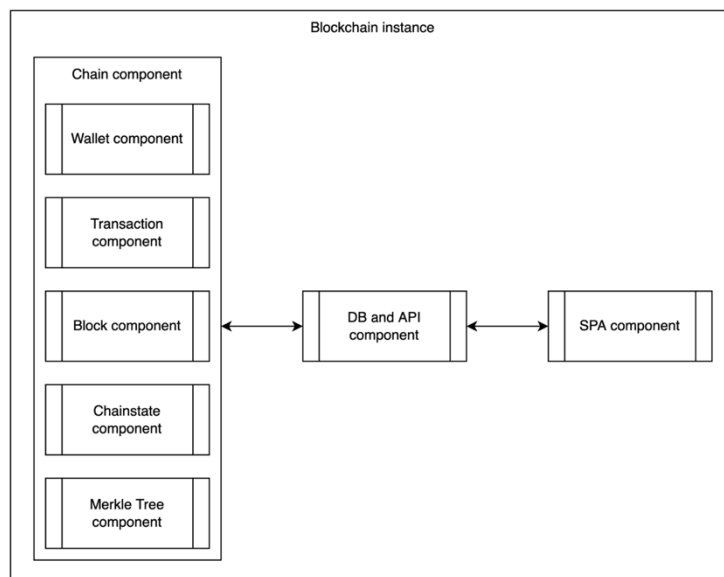 Blockchain instance
Chain component
Wallet component
Transaction
component
Block component
DB and API
component
SPA component
Chainstate
component
Merkle Tree
component